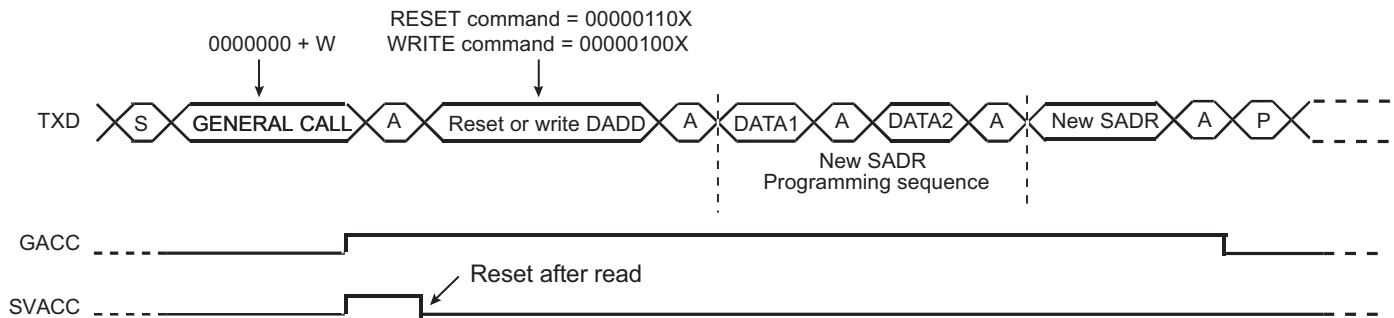 RESET command = 00000110X
0000000 + W
WRITE command = 00000100X
TXD S GENERAL CALL A Reset or write DADD A DATA1 A DATA2 A New SADR A P
New SADR
Programming sequence
GACC
Reset after read
SVACC